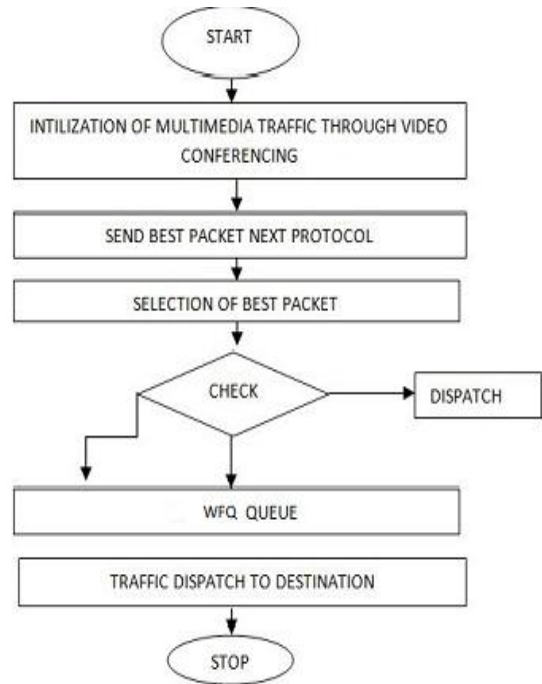 START
INTILIZATION OF MULTIMEDIA TRAFFIC THROUGH VIDEO
CONFERENCING
SEND BEST PACKET NEXT PROTOCOL
SELECTION OF BEST PACKET
CHECK
DISPATCH
WFQ QUEUE
TRAFFIC DISPATCH TO DESTINATION
STOP